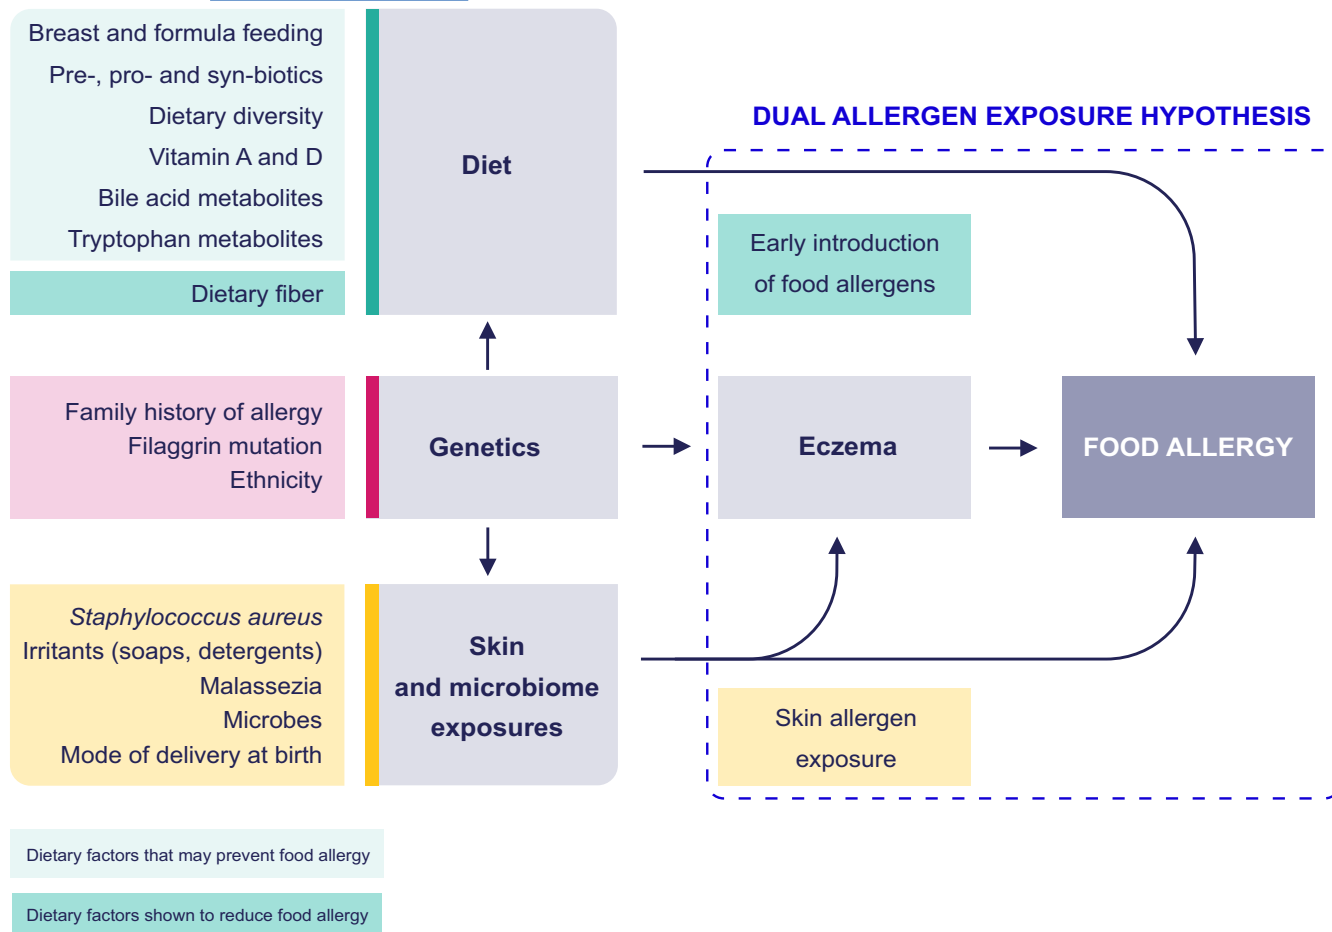 Breast and formula feeding
Pre-, pro- and syn-biotics
Dietary diversity
Vitamin A and D
Bile acid metabolites
Tryptophan metabolites
Dietary fiber
Diet
DUAL ALLERGEN EXPOSURE HYPOTHESIS
Early introduction
of food allergens
Family history of allergy
Filaggrin mutation
Ethnicity
Genetics
Eczema
FOOD ALLERGY
Staphylococcus aureus
Irritants (soaps, detergents)
Malassezia
Microbes
Mode of delivery at birth
Skin
and microbiome
exposures
Skin allergen
exposure
Dietary factors that may prevent food allergy
Dietary factors shown to reduce food allergy